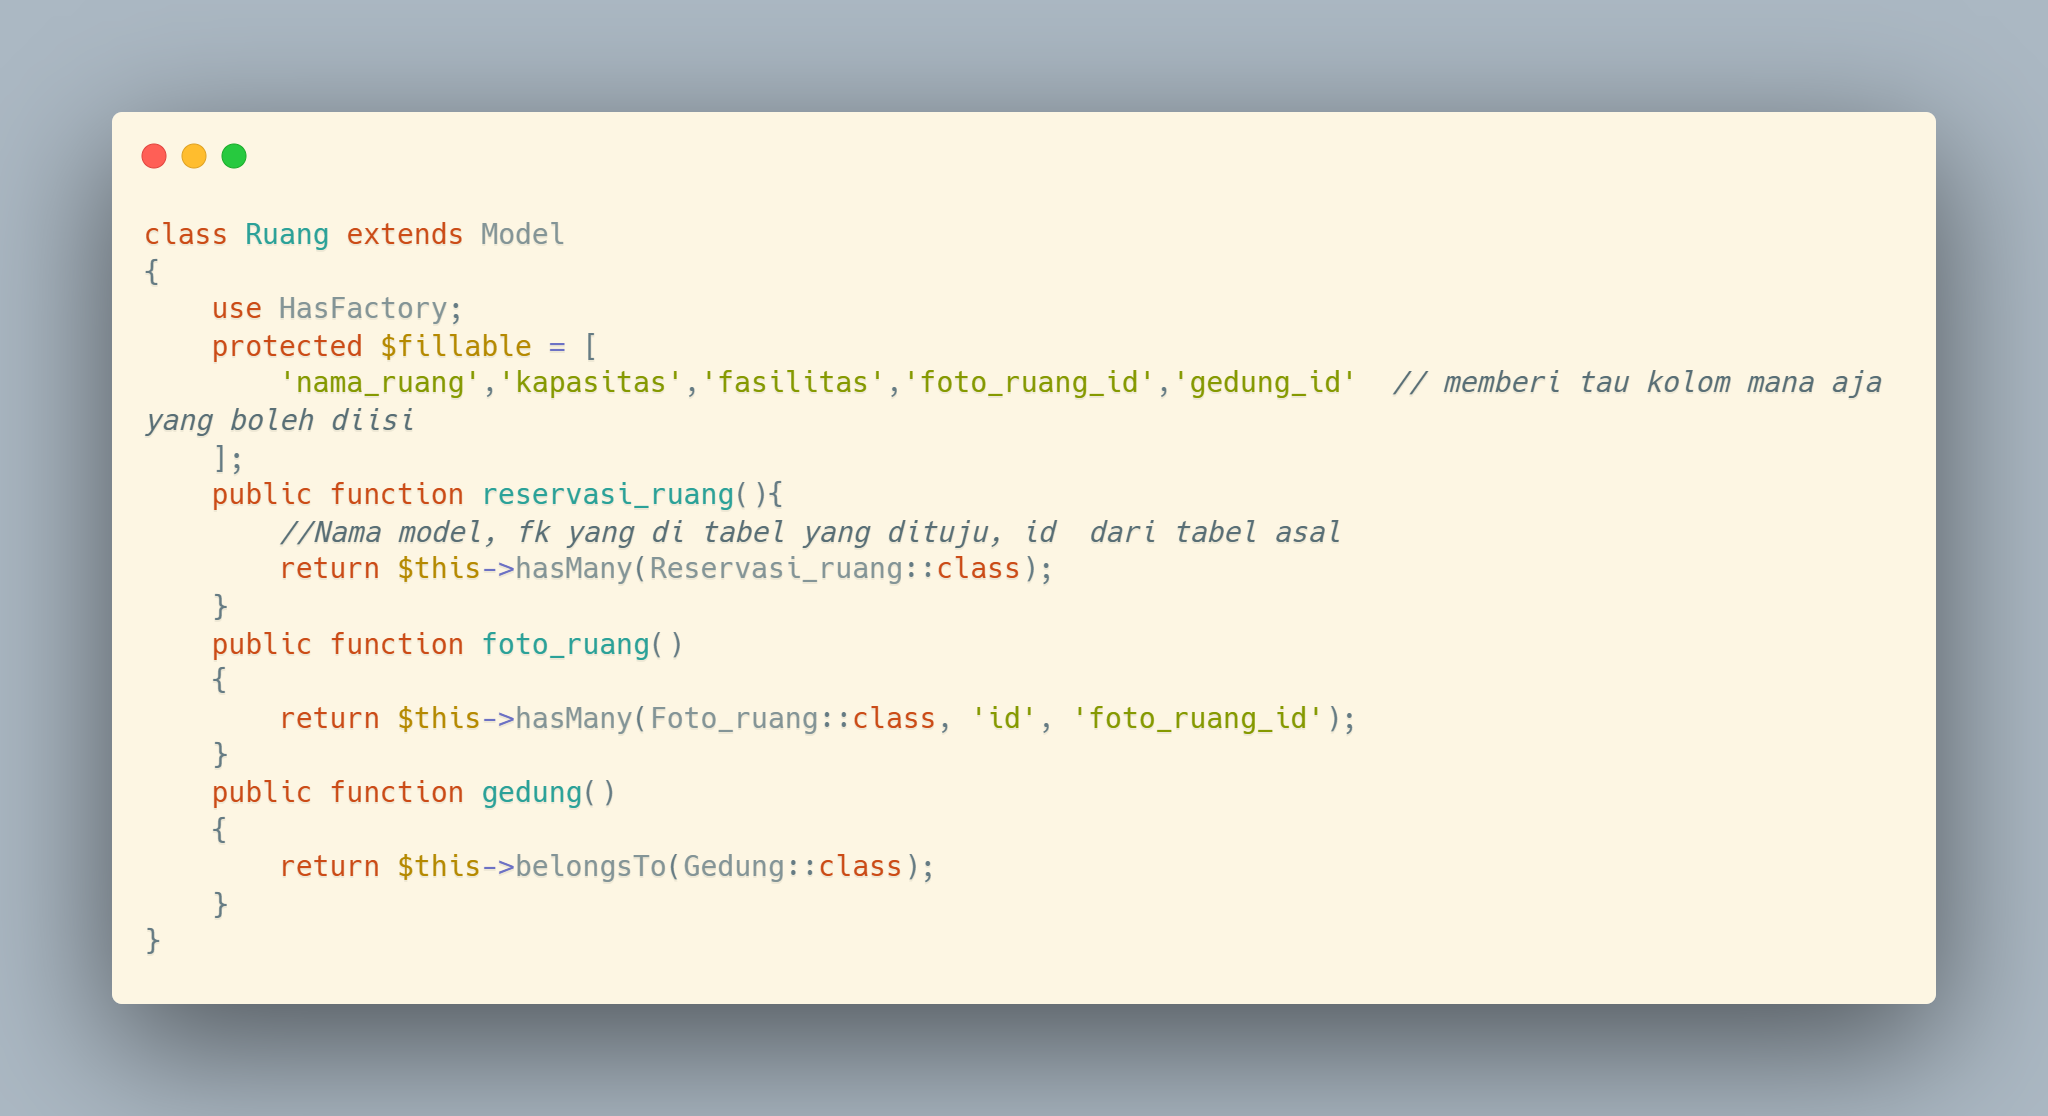 class Ruang extends Model
{
    use HasFactory;
    protected $fillable = [
        'nama_ruang','kapasitas','fasilitas','foto_ruang_id','gedung_id'  // memberi tau kolom mana aja
yang boleh diisi
    ];
    public function reservasi_ruang(){
        //Nama model, fk yang di tabel yang dituju, id  dari tabel asal
        return $this->hasMany(Reservasi_ruang::class);
    }
    public function foto_ruang()
    {
        return $this->hasMany(Foto_ruang::class, 'id', 'foto_ruang_id');
    }
    public function gedung()
    {
        return $this->belongsTo(Gedung::class);
    }
}